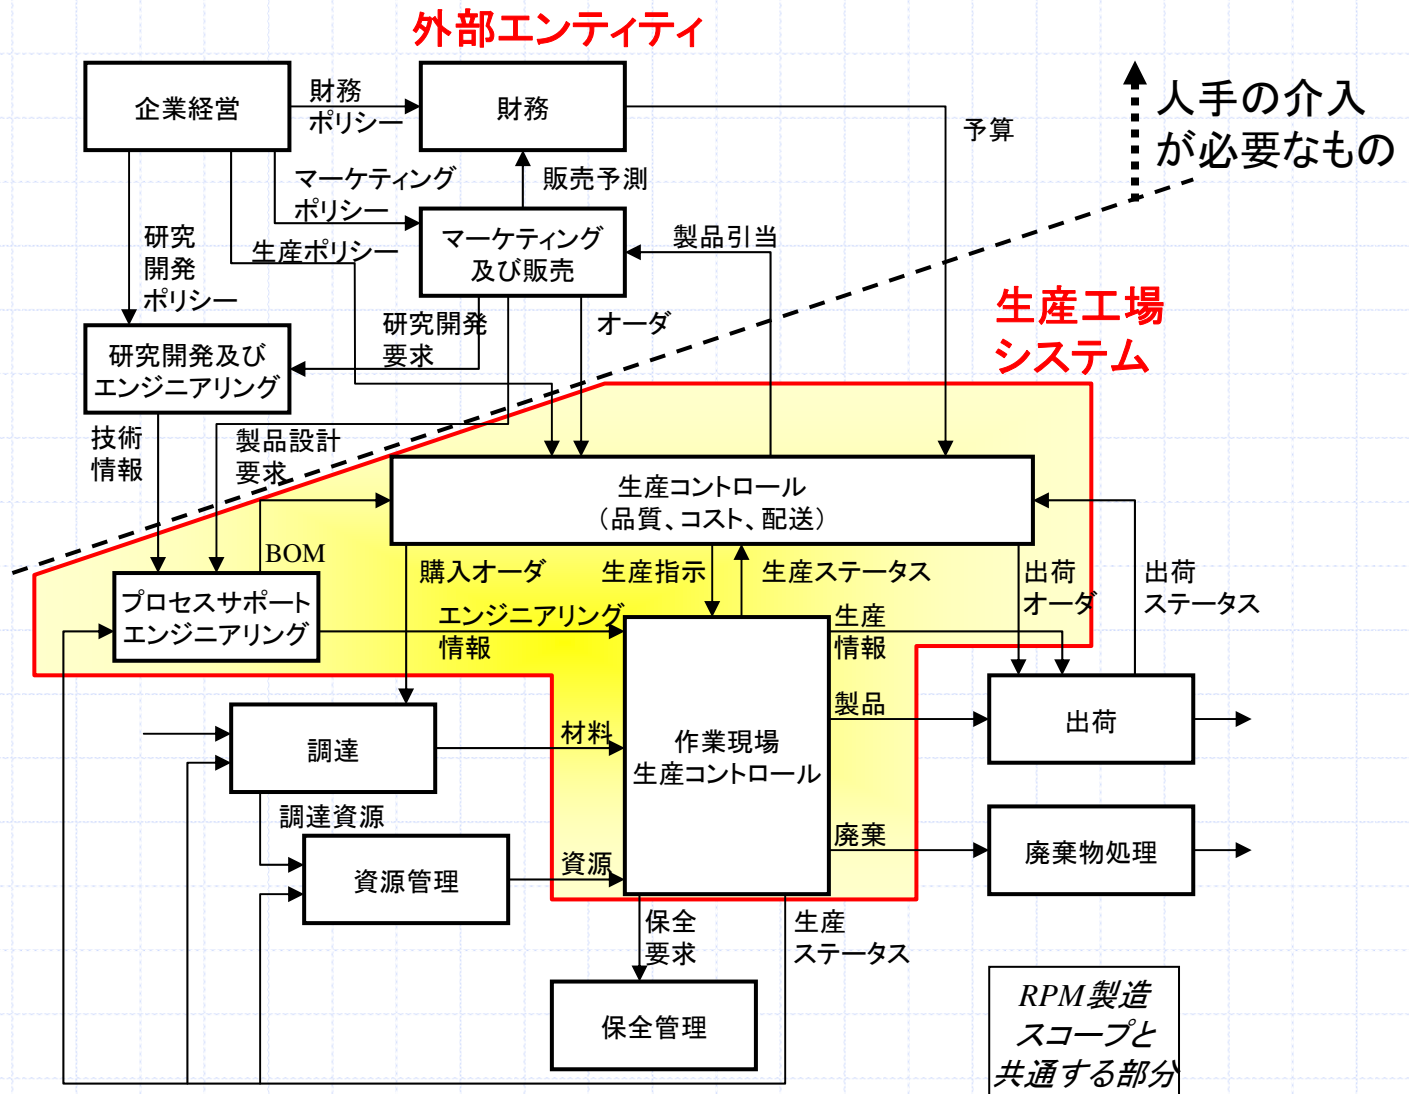 外部エンティティ
企業経営
財務
ポリシー
財務
予算
人手の介入
が必要なもの
マーケティング
ポリシー
販売予測
研究
開発
ポリシー
生産ポリシー
マーケティング
及び販売
製品引当
生産工場
システム
研究開発及び
エンジニアリング
研究開発
要求
オーダ
技術
情報
製品設計
要求
生産コントロール
（品質、コスト、配送）
BOM
購入オーダ
生産指示
生産ステータス
出荷
オーダ
出荷
ステータス
プロセスサポート
エンジニアリング
エンジニアリング
情報
生産
情報
調達
材料
作業現場
生産コントロール
製品
出荷
調達資源
資源管理
資源
廃棄
廃棄物処理
保全
要求
生産
ステータス
保全管理
RPM製造
スコープと
共通する部分